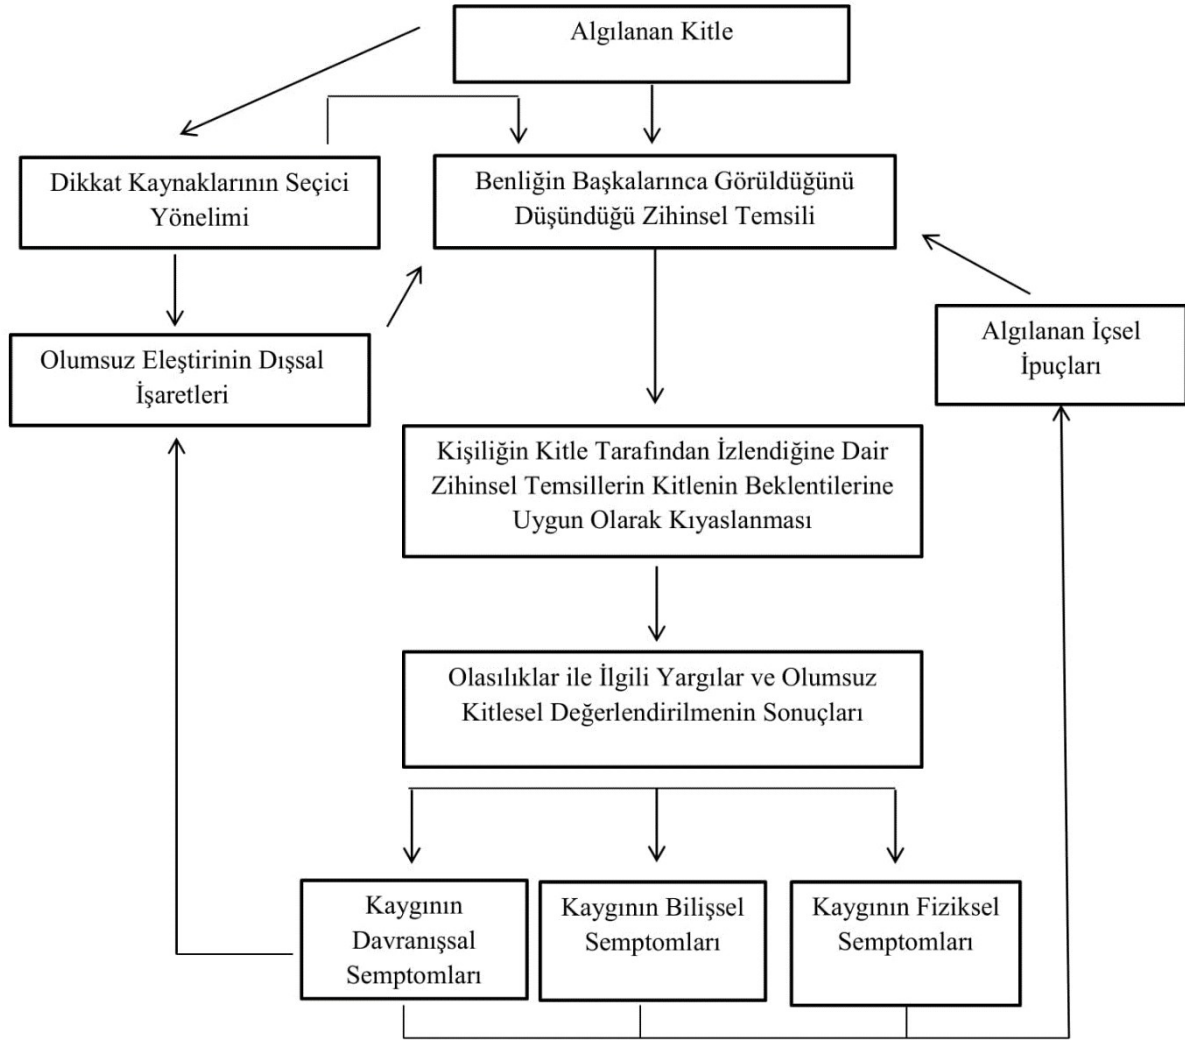 Algılanan Kitle
Dikkat Kaynaklarının Seçici
Yönelimi
Benliğin Başkalarınca Görüldüğünü
Düşündüğü Zihinsel Temsili
Olumsuz Eleştirinin Dışsal
İşaretleri
Algılanan İçsel
İpuçları
Kişiliğin Kitle Tarafından İzlendiğine Dair
Zihinsel Temsillerin Kitlenin Beklentilerine
Uygun Olarak Kıyaslanması
Olasılıklar ile İlgili Yargılar ve Olumsuz
Kitlesel Değerlendirilmenin Sonuçları
Kaygının
Davranışsal
Semptomları
Kaygının Bilişsel
Semptomları
Kaygının Fiziksel
Semptomları